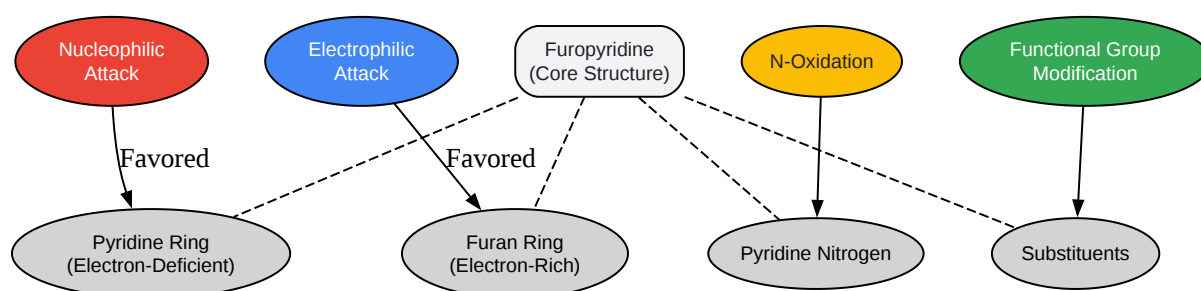 Nucleophilic
Attack
Electrophilic
Attack
Furopyridine
(Core Structure)
N-Oxidation
Functional Group
Modification
Favored
Favored
Pyridine Ring
(Electron-Deficient)
Furan Ring
(Electron-Rich)
Pyridine Nitrogen
Substituents